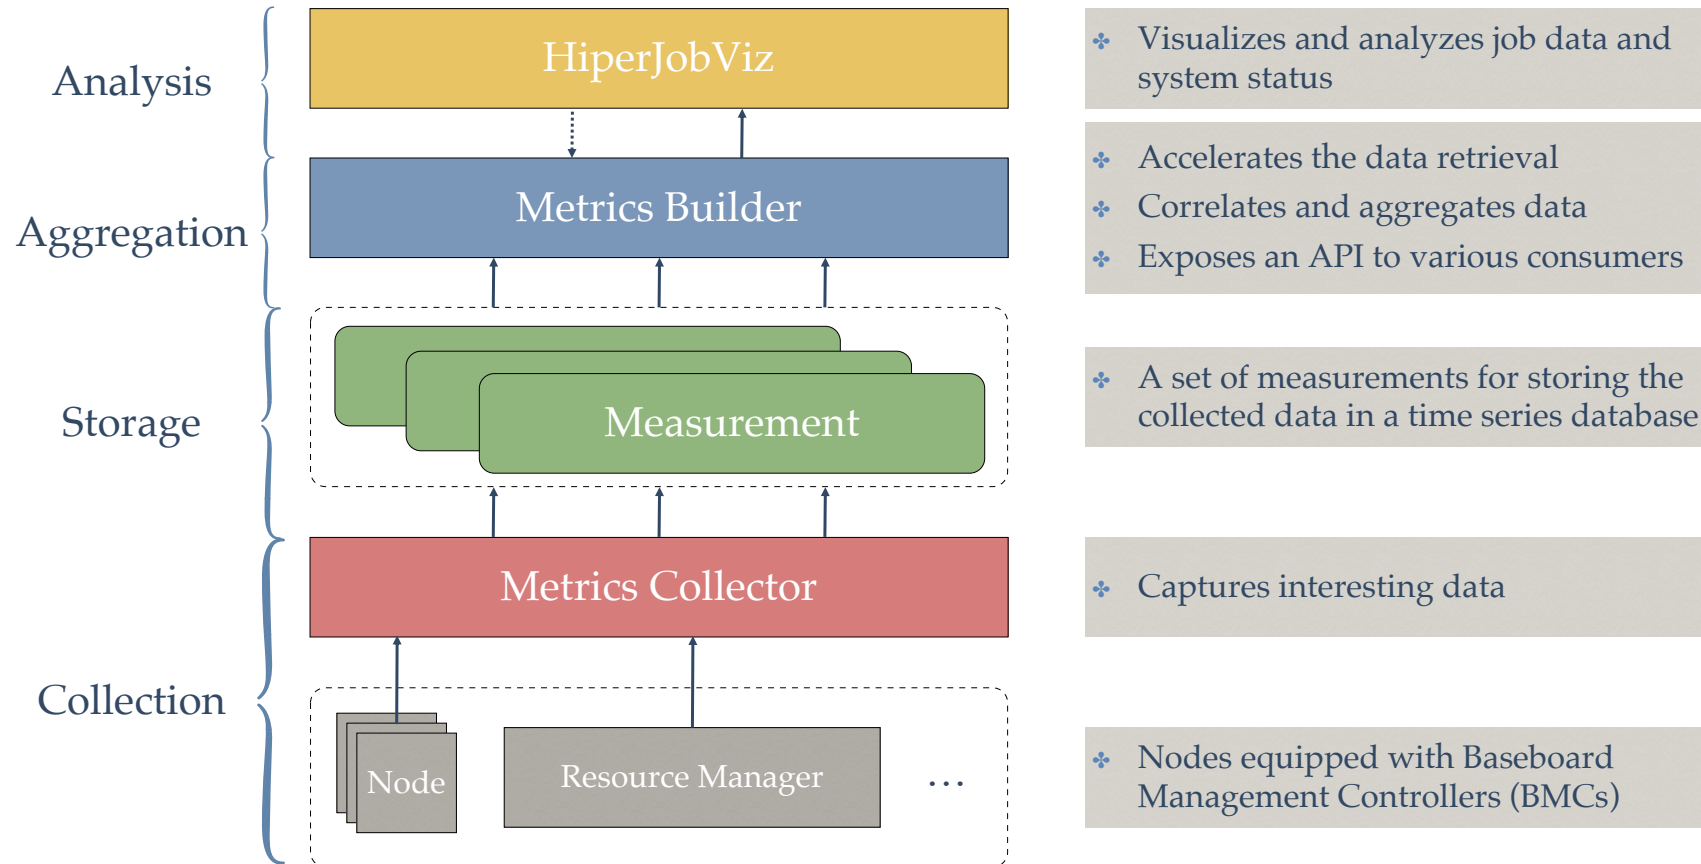 Analysis
HiperJobViz
Visualizes and analyzes job data and
system status
Aggregation
Metrics Builder
Accelerates the data retrieval
Correlates and aggregates data
Exposes an API to various consumers
Storage
Measurement
A set of measurements for storing the
collected data in a time series database
Collection
Metrics Collector
Captures interesting data
Node
Resource Manager
...
Nodes equipped with Baseboard
Management Controllers (BMCs)